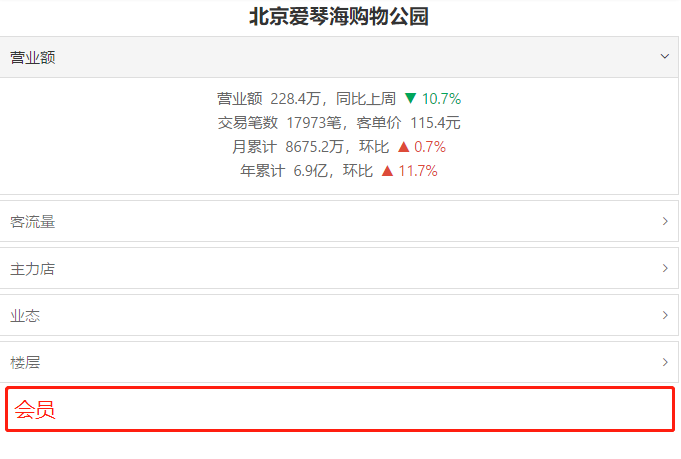 北京爱琴海购物公园
营业额
营业额 228.4万，同比上周 ▼ 10.7%
交易笔数 17973笔，客单价 115.4元
月累计 8675.2万，环比 ▲ 0.7%
年累计 6.9亿，环比 ▲ 11.7%
客流量
主力店
业态
楼层
会员